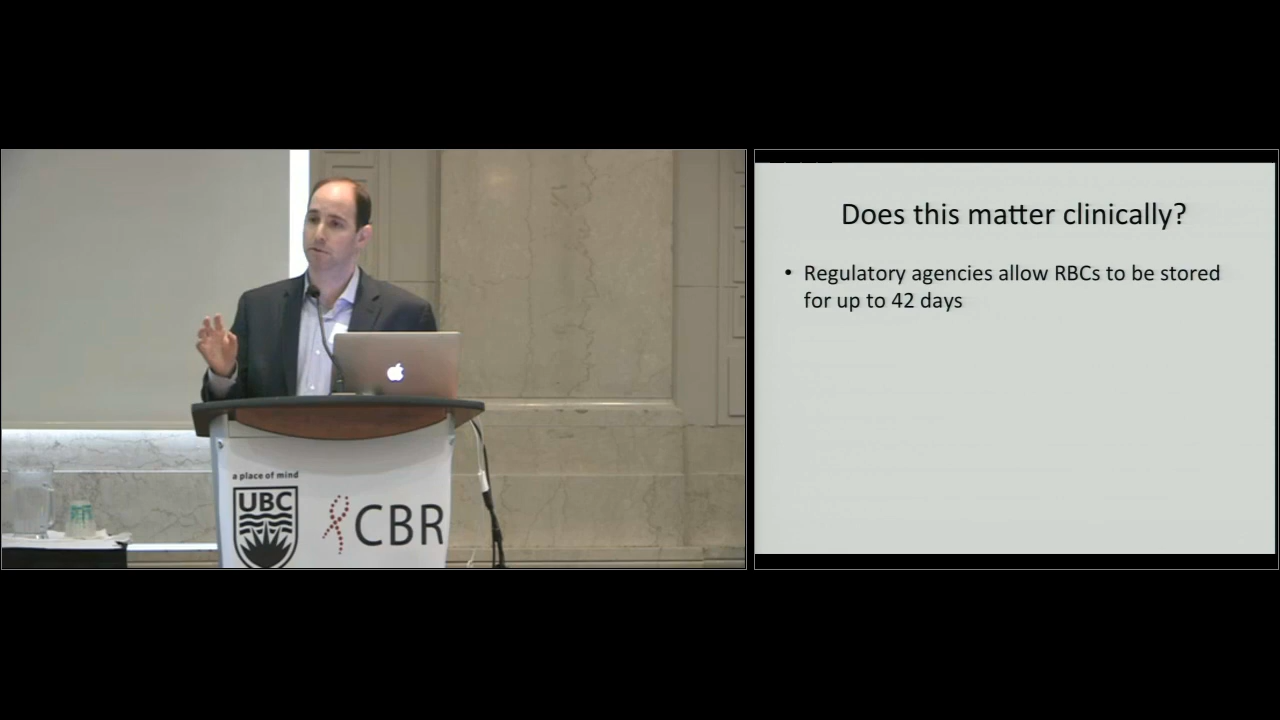 a place of mind
UBC
CBR
Does this matter clinically?
• Regulatory agencies allow RBCs to be stored
for up to 42 days